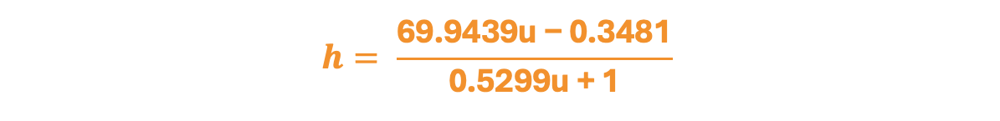 h = 69.9439u − 0.3481
0.5299u + 1